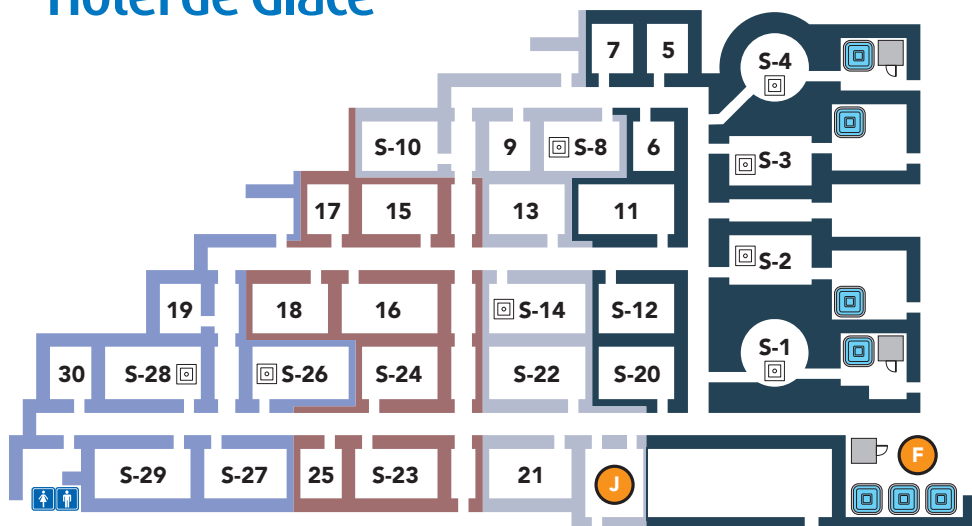 Hôtel de Glace
7 5 S-4
S-10 9 S-8 6 S-3
17 15 13 11
S-2
19 18 16 S-14 S-12
S-1
30 S-28 S-26 S-24 S-22 S-20
F
S-29 S-27 25 S-23 21 J